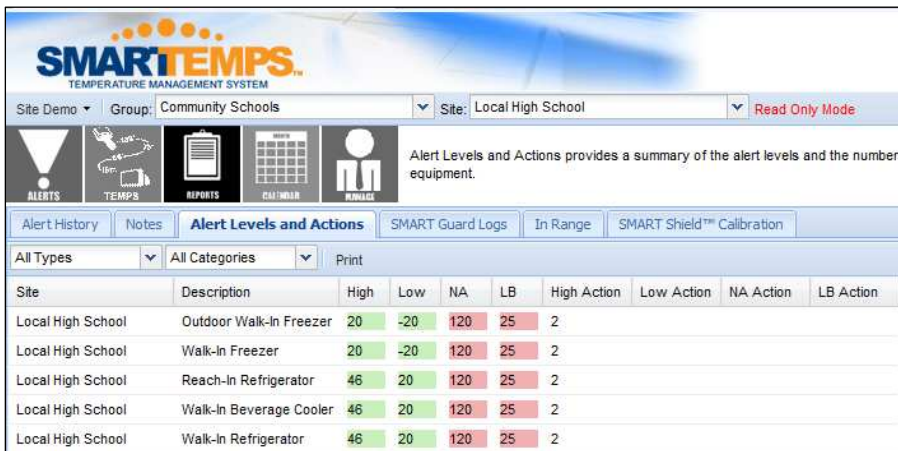 SMARTTEMPS™
TEMPERATURE MANAGEMENT SYSTEM
Site Demo Group: Community Schools Site: Local High School Read Only Mode
Alert Levels and Actions provides a summary of the alert levels and the number
equipment.
ALERTS TEMPS REPORTS CALENDAR MANAGE
Alert History Notes Alert Levels and Actions SMART Guard Logs In Range SMART Shield™ Calibration
All Types All Categories Print
Site Description High Low NA LB High Action Low Action NA Action LB Action
Local High School Outdoor Walk-In Freezer 20 -20 120 25 2
Local High School Walk-In Freezer 20 -20 120 25 2
Local High School Reach-In Refrigerator 46 20 120 25 2
Local High School Walk-In Beverage Cooler 46 20 120 25 2
Local High School Walk-In Refrigerator 46 20 120 25 2